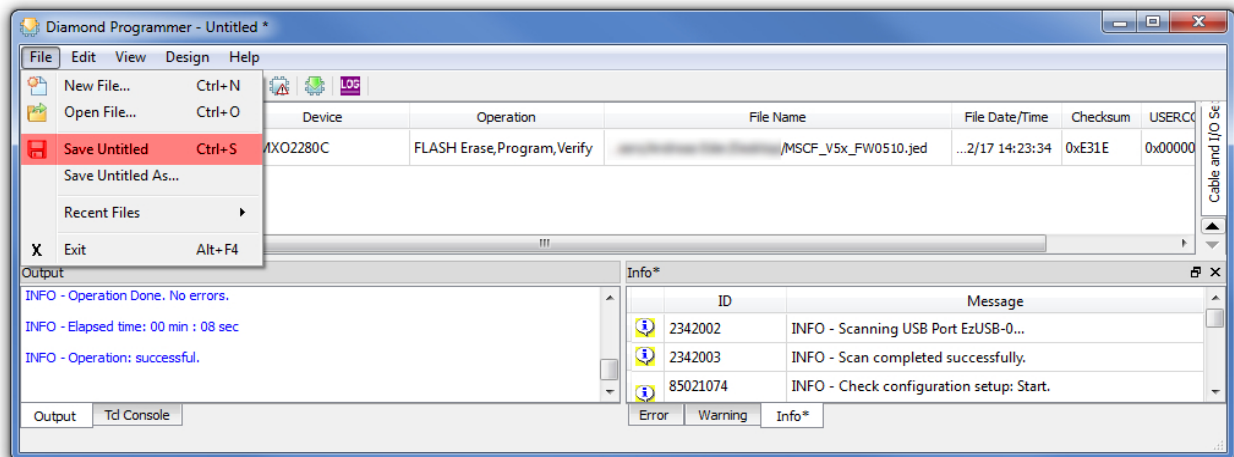 Diamond Programmer - Untitled *
File Edit View Design Help
New File... Ctrl+N
Open File... Ctrl+O
Save Untitled Ctrl+S
Save Untitled As...
Recent Files
X Exit Alt+F4
LOG
Device Operation File Name File Date/Time Checksum USERCO
MXO2280C FLASH Erase,Program,Verify /MSCF_V5x_FW0510.jed ...2/17 14:23:34 0xE31E 0x00000
Cable and I/O Se
Output
INFO - Operation Done. No errors.
INFO - Elapsed time: 00 min : 08 sec
INFO - Operation: successful.
Output Tcl Console
Info*
ID Message
2342002 INFO - Scanning USB Port EzUSB-0...
2342003 INFO - Scan completed successfully.
85021074 INFO - Check configuration setup: Start.
Error Warning Info*